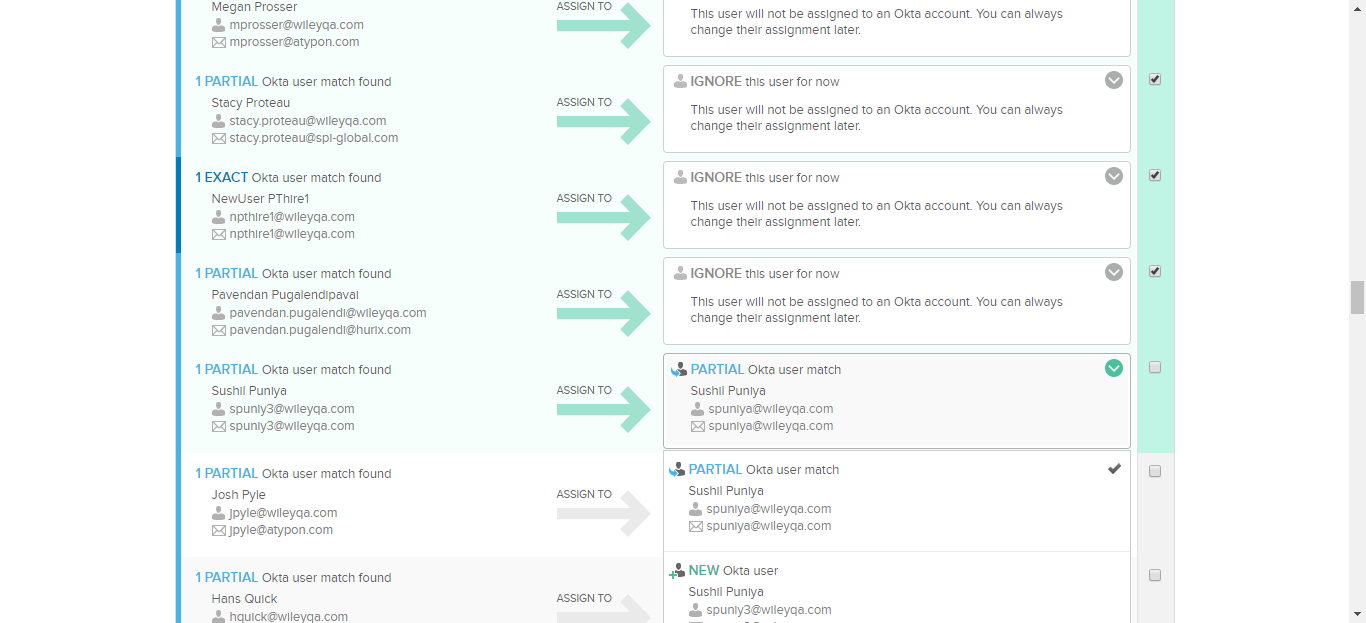 Megan Prosser
mprosser@wileyqa.com
mprosser@atypon.com
ASSIGN TO
This user will not be assigned to an Okta account. You can always
change their assignment later.
1 PARTIAL Okta user match found
Stacy Proteau
stacy.proteau@wileyqa.com
stacy.proteau@spi-global.com
ASSIGN TO
IGNORE this user for now
This user will not be assigned to an Okta account. You can always
change their assignment later.
1 EXACT Okta user match found
NewUser PThire1
npthire1@wileyqa.com
npthire1@wileyqa.com
ASSIGN TO
IGNORE this user for now
This user will not be assigned to an Okta account. You can always
change their assignment later.
1 PARTIAL Okta user match found
Pavendan Pugalendipavai
pavendan.pugalendi@wileyqa.com
pavendan.pugalendi@hurix.com
ASSIGN TO
IGNORE this user for now
This user will not be assigned to an Okta account. You can always
change their assignment later.
1 PARTIAL Okta user match found
Sushil Puniya
spuniy3@wileyqa.com
spuniy3@wileyqa.com
ASSIGN TO
PARTIAL Okta user match
Sushil Puniya
spuniya@wileyqa.com
spuniya@wileyqa.com
1 PARTIAL Okta user match found
Josh Pyle
jpyle@wileyqa.com
jpyle@atypon.com
ASSIGN TO
PARTIAL Okta user match
Sushil Puniya
spuniya@wileyqa.com
spuniya@wileyqa.com
1 PARTIAL Okta user match found
Hans Quick
hquick@wileyqa.com
ASSIGN TO
NEW Okta user
Sushil Puniya
spuniy3@wileyqa.com